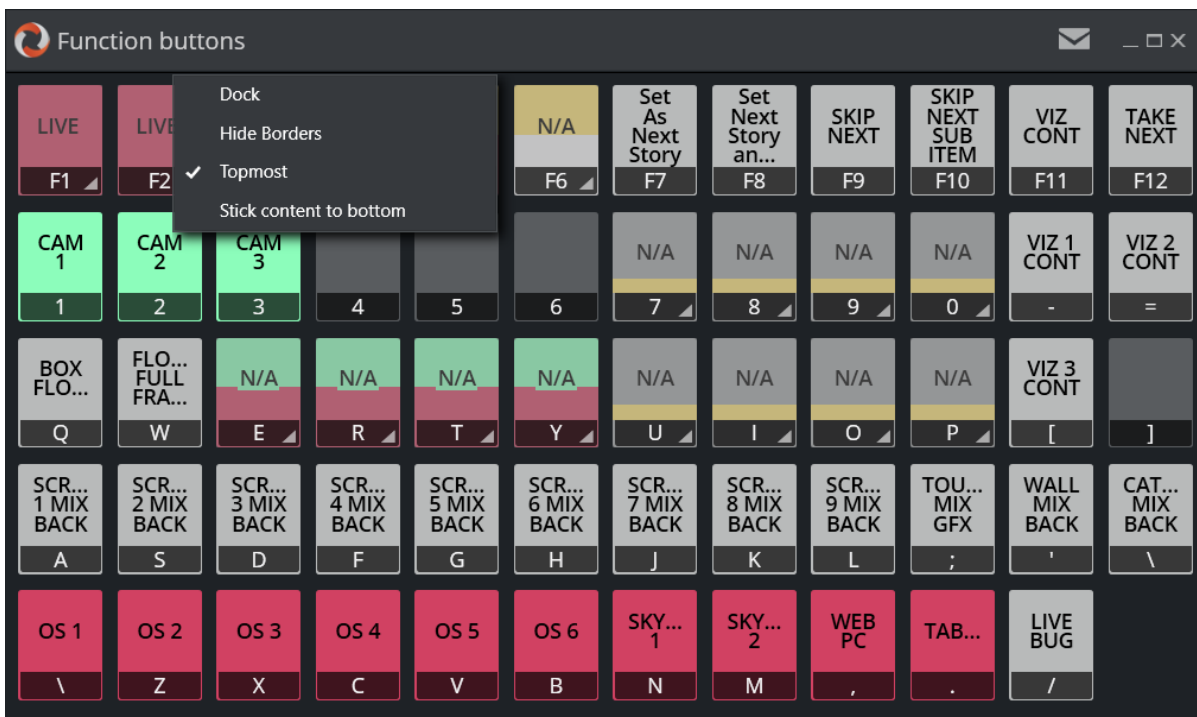 Function buttons
Dock
Hide Borders
Topmost
Stick content to bottom
LIVE
F1
LIVE
F2
N/A
F6
Set
As
Next
Story
F7
Set
Next
Story
an...
F8
SKIP
NEXT
F9
SKIP
NEXT
SUB
ITEM
F10
VIZ
CONT
F11
TAKE
NEXT
F12
CAM
1
1
CAM
2
2
CAM
3
3
4
5
6
N/A
7
N/A
8
N/A
9
N/A
0
VIZ 1
CONT
-
VIZ 2
CONT
=
BOX
FLO...
Q
FLO...
FULL
FRA...
W
N/A
E
N/A
R
N/A
T
N/A
Y
N/A
U
N/A
I
N/A
O
N/A
P
VIZ 3
CONT
[
]
SCR...
1 MIX
BACK
A
SCR...
2 MIX
BACK
S
SCR...
3 MIX
BACK
D
SCR...
4 MIX
BACK
F
SCR...
5 MIX
BACK
G
SCR...
6 MIX
BACK
H
SCR...
7 MIX
BACK
J
SCR...
8 MIX
BACK
K
SCR...
9 MIX
BACK
L
TOU...
MIX
GFX
;
WALL
MIX
BACK
'
CAT...
MIX
BACK
\
OS 1
\
OS 2
Z
OS 3
X
OS 4
C
OS 5
V
OS 6
B
SKY...
1
N
SKY...
2
M
WEB
PC
,
TAB...
.
LIVE
BUG
/